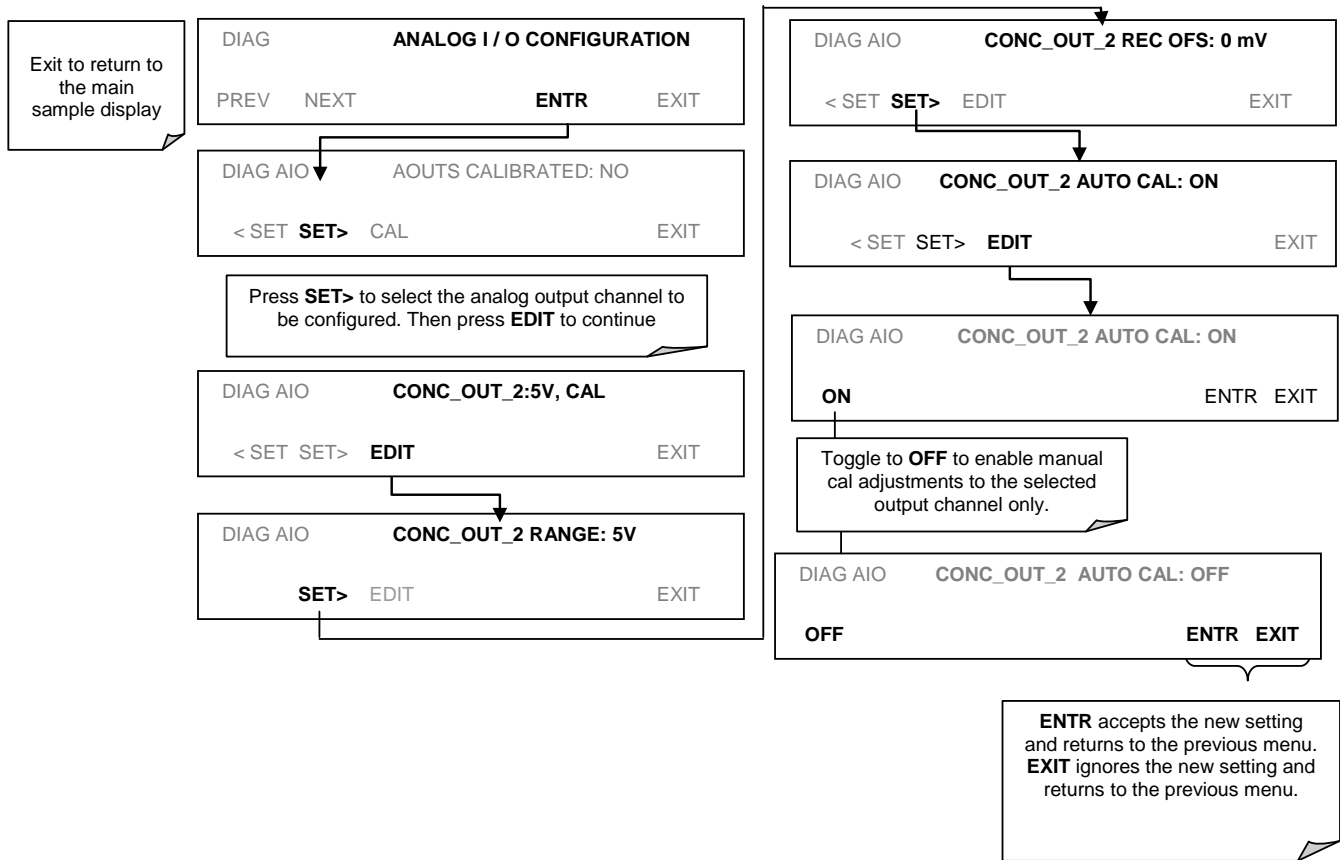 Exit to return to
the main
sample display
DIAG ANALOG I / O CONFIGURATION
PREV NEXT ENTR EXIT
DIAG AIO AOUTS CALIBRATED: NO
< SET SET> CAL EXIT
Press SET> to select the analog output channel to
be configured. Then press EDIT to continue
DIAG AIO CONC_OUT_2:5V, CAL
< SET SET> EDIT EXIT
DIAG AIO CONC_OUT_2 RANGE: 5V
SET> EDIT EXIT
DIAG AIO CONC_OUT_2 REC OFS: 0 mV
< SET SET> EDIT EXIT
DIAG AIO CONC_OUT_2 AUTO CAL: ON
< SET SET> EDIT EXIT
DIAG AIO CONC_OUT_2 AUTO CAL: ON
ON ENTR EXIT
Toggle to OFF to enable manual
cal adjustments to the selected
output channel only.
DIAG AIO CONC_OUT_2 AUTO CAL: OFF
OFF ENTR EXIT
ENTR accepts the new setting
and returns to the previous menu.
EXIT ignores the new setting and
returns to the previous menu.